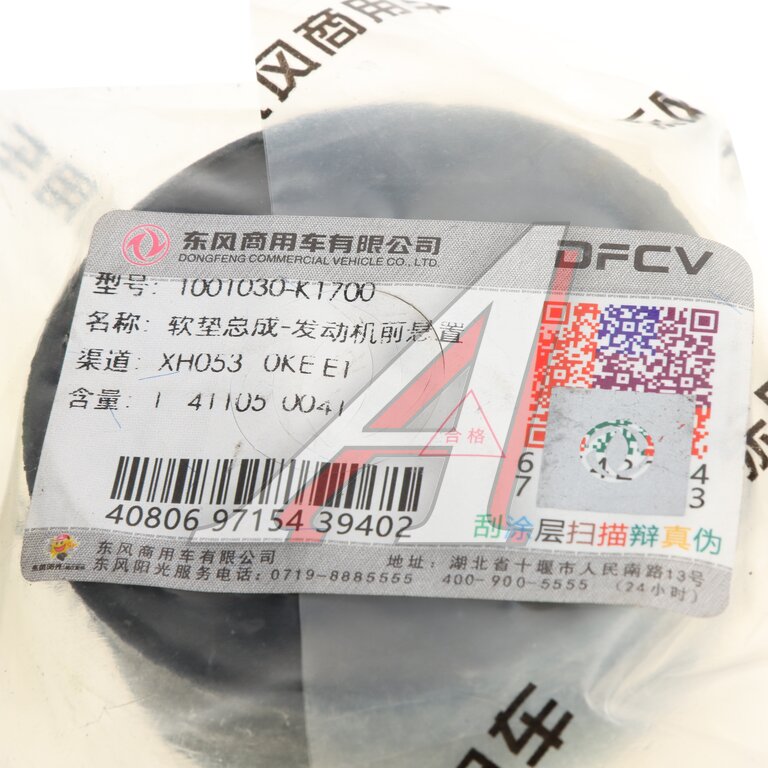 风商用
东风商用车有限公司
DONGFENG COMMERCIAL VEHICLE CO., LTD.
DFCV
型号: 1001030-K1700
名称: 软垫总成-发动机前悬置
渠道: XH053 0KE E1
含量: 1 41105 0041
合格
40806 97154 39402
刮涂层扫描辩真伪
东风商用车有限公司 地址: 湖北省十堰市人民南路13号
东风阳光服务电话: 0719-8885555 400-900-5555 (24小时)
用车